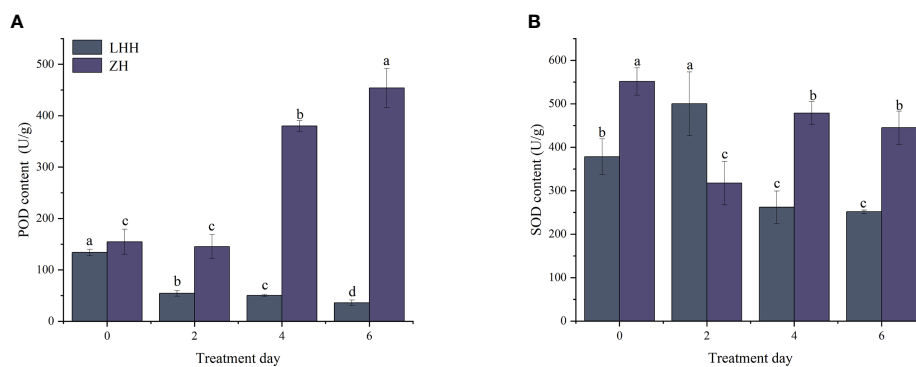 A
LHH
ZH
POD content (U/g)
500
400
300
200
100
0
a
c
b
c
c
b
d
a
0
2
4
6
Treatment day
B
SOD content (U/g)
600
500
400
300
200
100
0
b
a
a
c
c
b
c
b
0
2
4
6
Treatment day